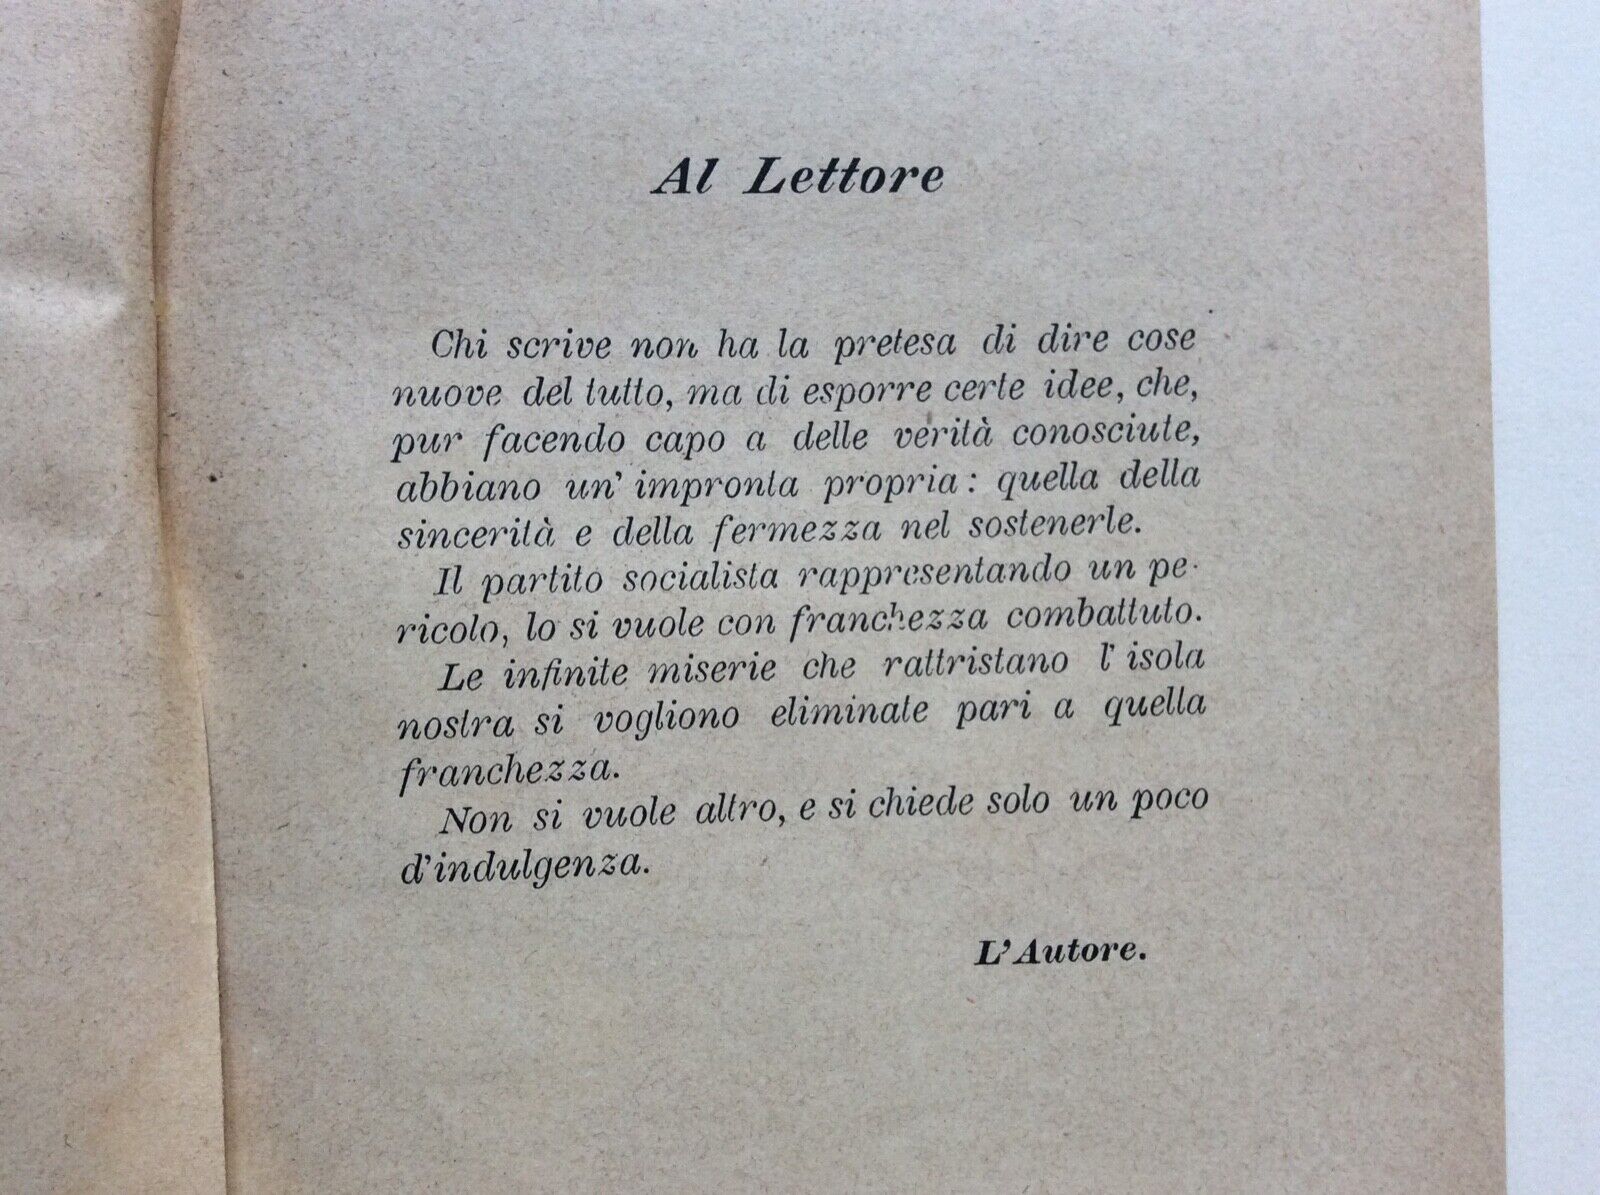 Al Lettore
Chi scrive non ha la pretesa di dire cose
nuove del tutto, ma di esporre certe idee, che,
pur facendo capo a delle verità conosciute,
abbiano un' impronta propria: quella della
sincerità e della fermezza nel sostenerle.
Il partito socialista rappresentando un pe-
ricolo, lo si vuole con franchezza combattuto.
Le infinite miserie che rattristano l' isola
nostra si vogliono eliminate pari a quella
franchezza.
Non si vuole altro, e si chiede solo un poco
d'indulgenza.
L'Autore.